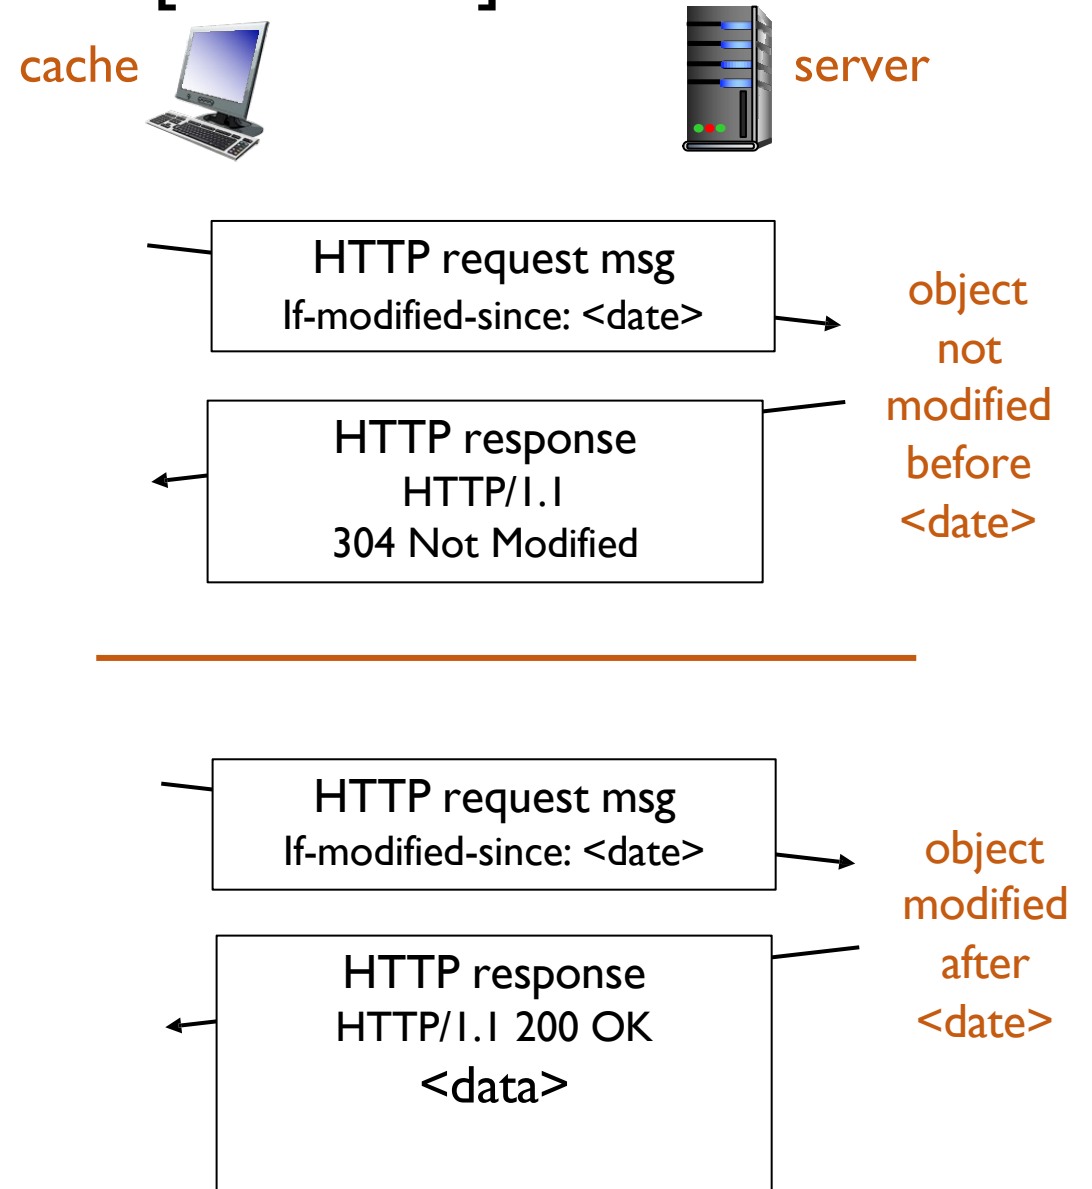 [ ]
cache
server
HTTP request msg
If-modified-since: <date>
object
not
modified
before
<date>
HTTP response
HTTP/1.1
304 Not Modified
HTTP request msg
If-modified-since: <date>
object
modified
after
<date>
HTTP response
HTTP/1.1 200 OK
<data>